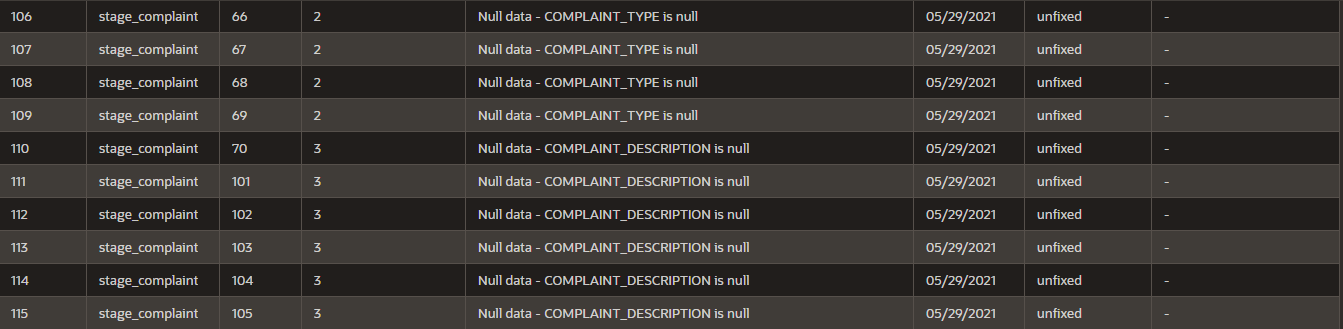 106 stage_complaint 66 2 Null data - COMPLAINT_TYPE is null 05/29/2021 unfixed -
107 stage_complaint 67 2 Null data - COMPLAINT_TYPE is null 05/29/2021 unfixed -
108 stage_complaint 68 2 Null data - COMPLAINT_TYPE is null 05/29/2021 unfixed -
109 stage_complaint 69 2 Null data - COMPLAINT_TYPE is null 05/29/2021 unfixed -
110 stage_complaint 70 3 Null data - COMPLAINT_DESCRIPTION is null 05/29/2021 unfixed -
111 stage_complaint 101 3 Null data - COMPLAINT_DESCRIPTION is null 05/29/2021 unfixed -
112 stage_complaint 102 3 Null data - COMPLAINT_DESCRIPTION is null 05/29/2021 unfixed -
113 stage_complaint 103 3 Null data - COMPLAINT_DESCRIPTION is null 05/29/2021 unfixed -
114 stage_complaint 104 3 Null data - COMPLAINT_DESCRIPTION is null 05/29/2021 unfixed -
115 stage_complaint 105 3 Null data - COMPLAINT_DESCRIPTION is null 05/29/2021 unfixed -